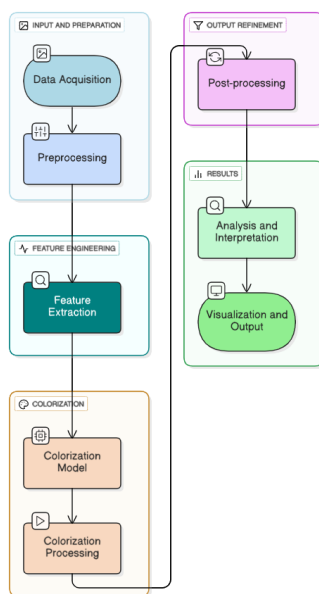 INPUT AND PREPARATION
Data Acquisition
Preprocessing
FEATURE ENGINEERING
Feature
Extraction
COLORIZATION
Colorization
Model
Colorization
Processing
OUTPUT REFINEMENT
Post-processing
RESULTS
Analysis and
Interpretation
Visualization and
Output